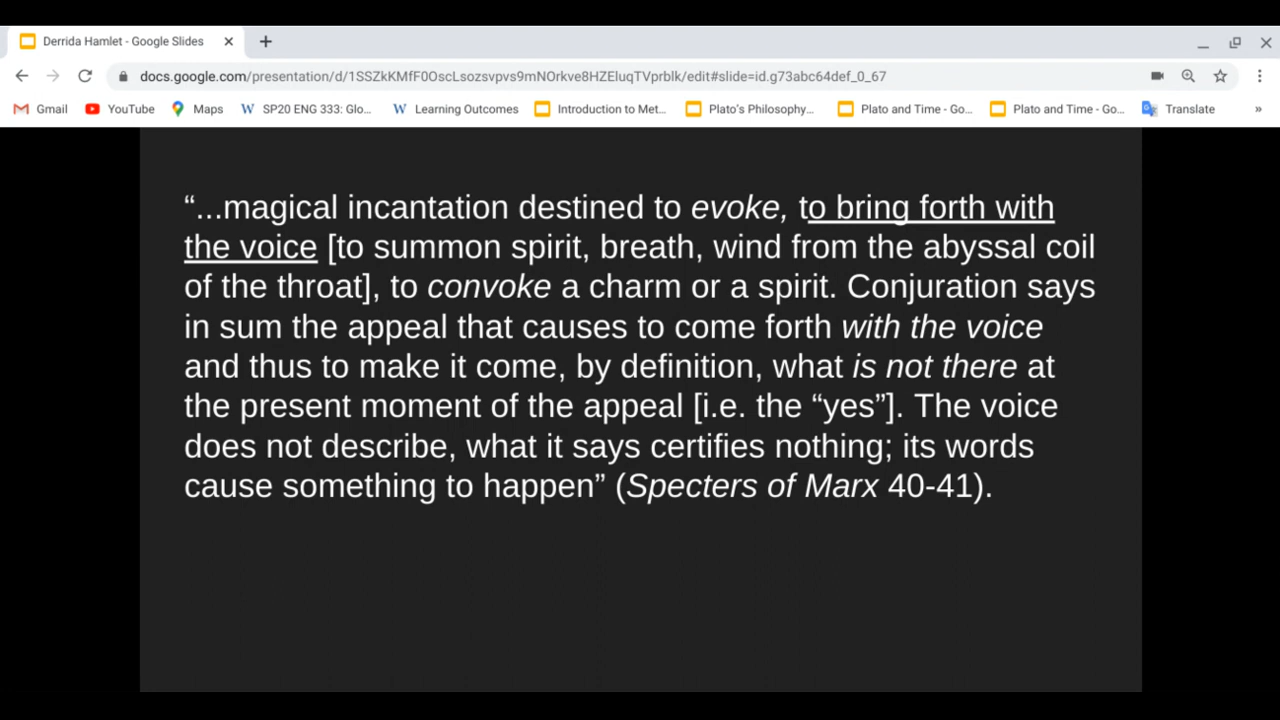 Derrida Hamlet - Google Slides
docs.google.com/presentation/d/1SSZkKMfF0OscLsozsvpvs9mNOrkve8HZEluqTVprblk/edit#slide=id.g73abc64def_0_67
Gmail YouTube Maps SP20 ENG 333: Glo... Learning Outcomes Introduction to Met... Plato's Philosophy... Plato and Time - Go... Plato and Time - Go... Translate »
“...magical incantation destined to evoke, to bring forth with
the voice [to summon spirit, breath, wind from the abyssal coil
of the throat], to convoke a charm or a spirit. Conjuration says
in sum the appeal that causes to come forth with the voice
and thus to make it come, by definition, what is not there at
the present moment of the appeal [i.e. the “yes”]. The voice
does not describe, what it says certifies nothing; its words
cause something to happen” (Specters of Marx 40-41).